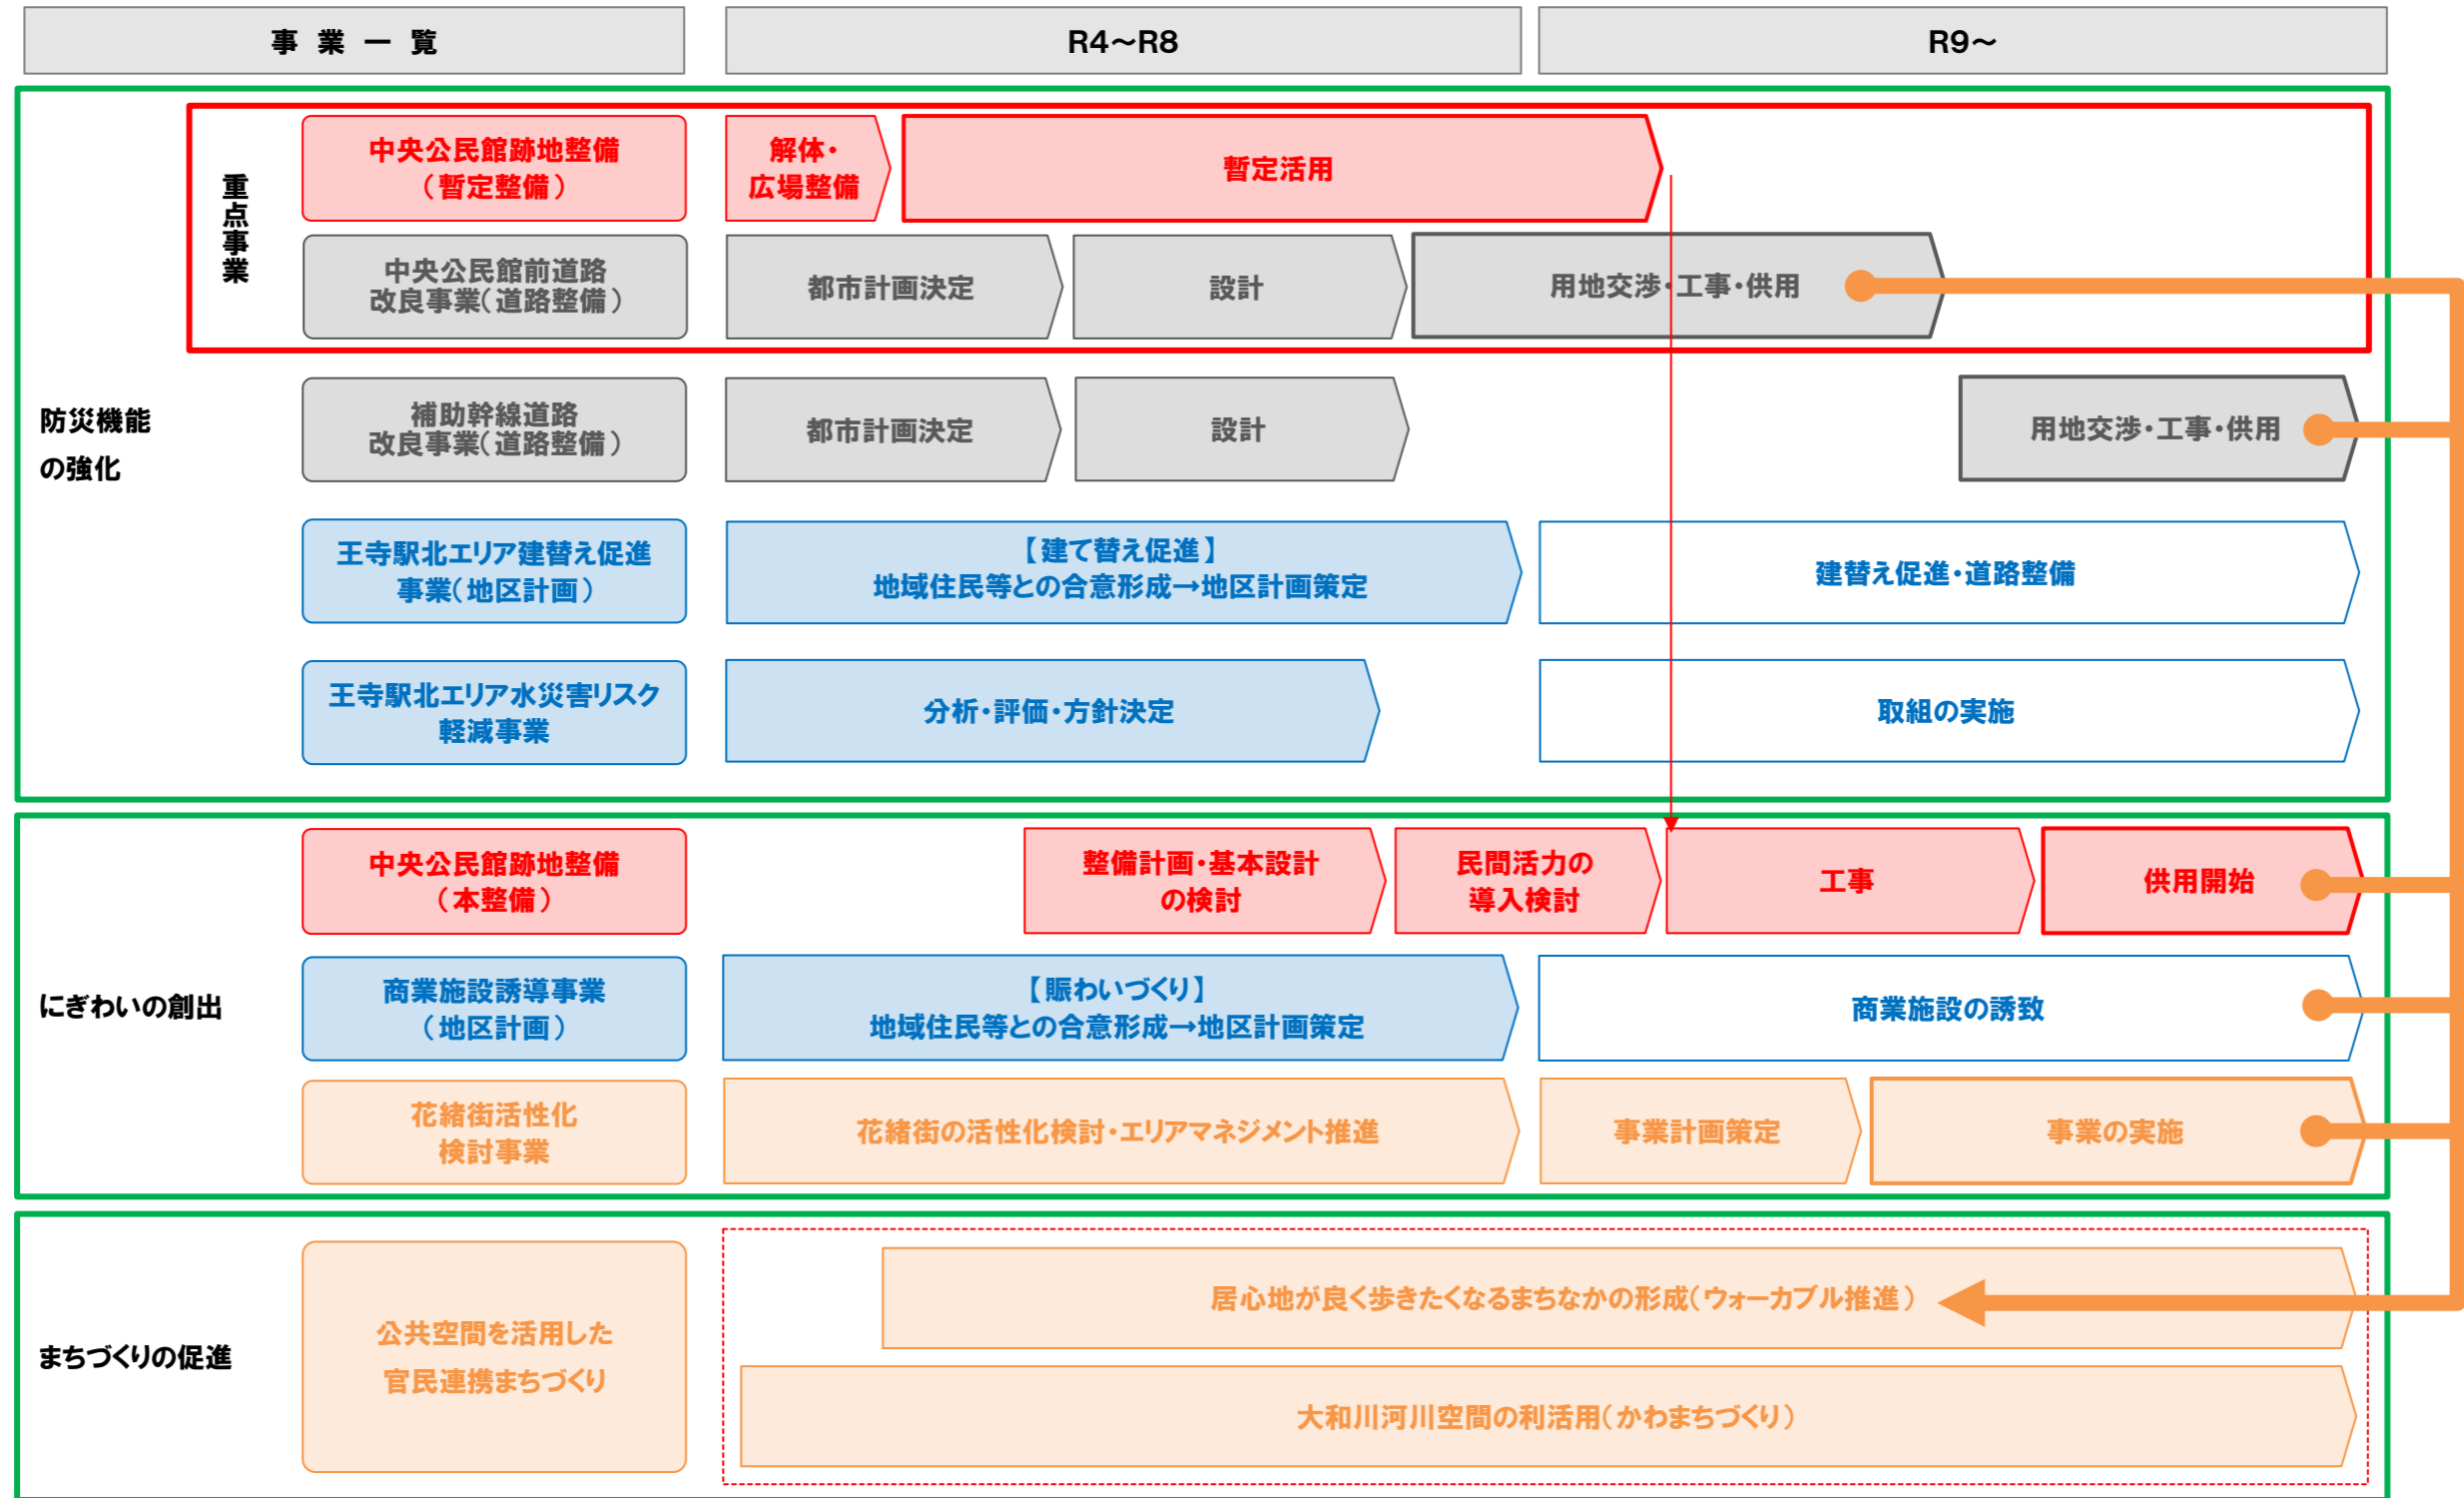 事業一覧
R4～R8
R9～
防災機能
の強化
重点事業
中央公民館跡地整備
（暫定整備）
解体・
広場整備
暫定活用
中央公民館前道路
改良事業（道路整備）
都市計画決定
設計
用地交渉・工事・供用
補助幹線道路
改良事業（道路整備）
都市計画決定
設計
用地交渉・工事・供用
王寺駅北エリア建替え促進
事業（地区計画）
【建て替え促進】
地域住民等との合意形成→地区計画策定
建替え促進・道路整備
王寺駅北エリア水災害リスク
軽減事業
分析・評価・方針決定
取組の実施
にぎわいの創出
中央公民館跡地整備
（本整備）
整備計画・基本設計
の検討
民間活力の
導入検討
工事
供用開始
商業施設誘導事業
（地区計画）
【賑わいづくり】
地域住民等との合意形成→地区計画策定
商業施設の誘致
花緒街活性化
検討事業
花緒街の活性化検討・エリアマネジメント推進
事業計画策定
事業の実施
まちづくりの促進
公共空間を活用した
官民連携まちづくり
居心地が良く歩きたくなるまちなかの形成（ウォーカブル推進）
大和川河川空間の利活用（かわまちづくり）